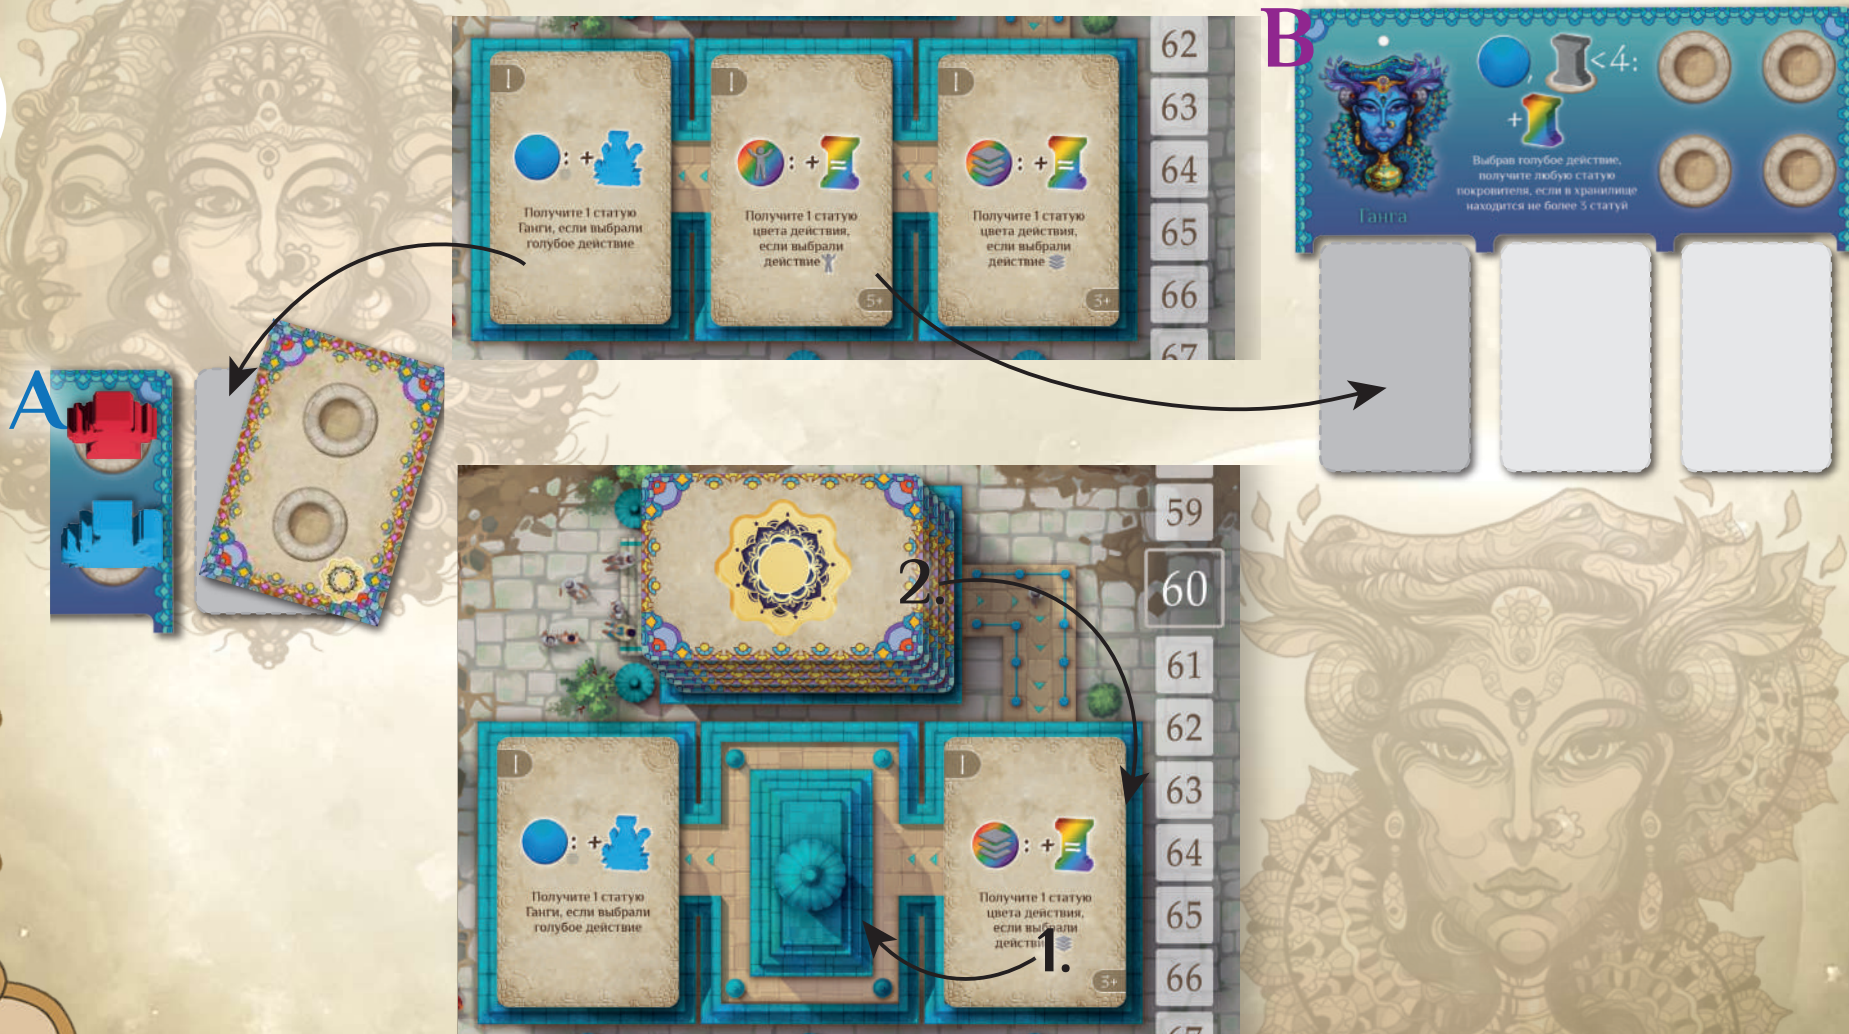 B
62
63
64
65
66
67
I
: +
Получите 1 статую
Ганги, если выбрали
голубое действие
I
: + =
Получите 1 статую
цвета действия,
если выбрали
действие
5+
I
: + =
Получите 1 статую
цвета действия,
если выбрали
действие
3+
, <4:
+
Выбрав голубое действие,
получите любую статую
покровителя, если в хранилище
находится не более 3 статуй
Ганга
A
2.
59
60
61
62
63
64
65
66
67
I
: +
Получите 1 статую
Ганги, если выбрали
голубое действие
I
: + =
Получите 1 статую
цвета действия,
если выбрали
действие
1.
3+